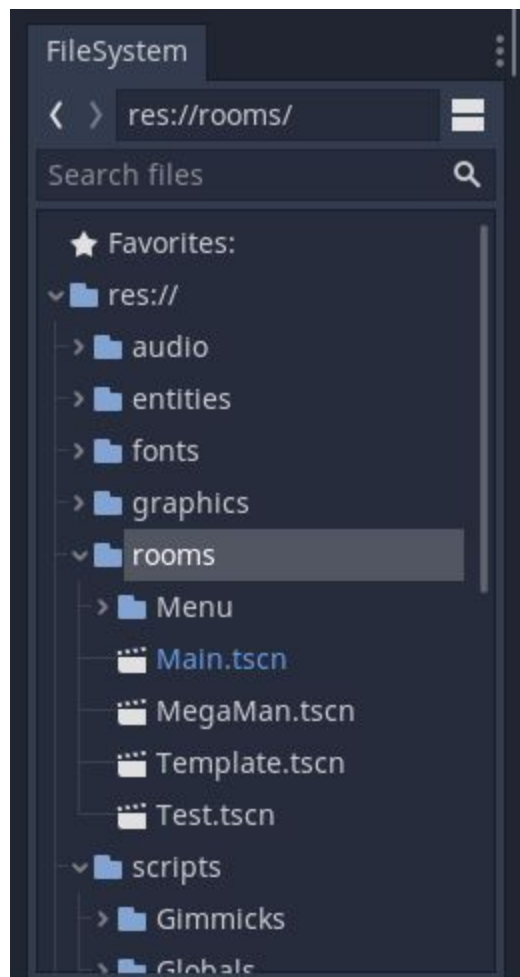 FileSystem
res://rooms/
Search files
Favorites:
res://
audio
entities
fonts
graphics
rooms
Menu
Main.tscn
MegaMan.tscn
Template.tscn
Test.tscn
scripts
Gimmicks
Globals